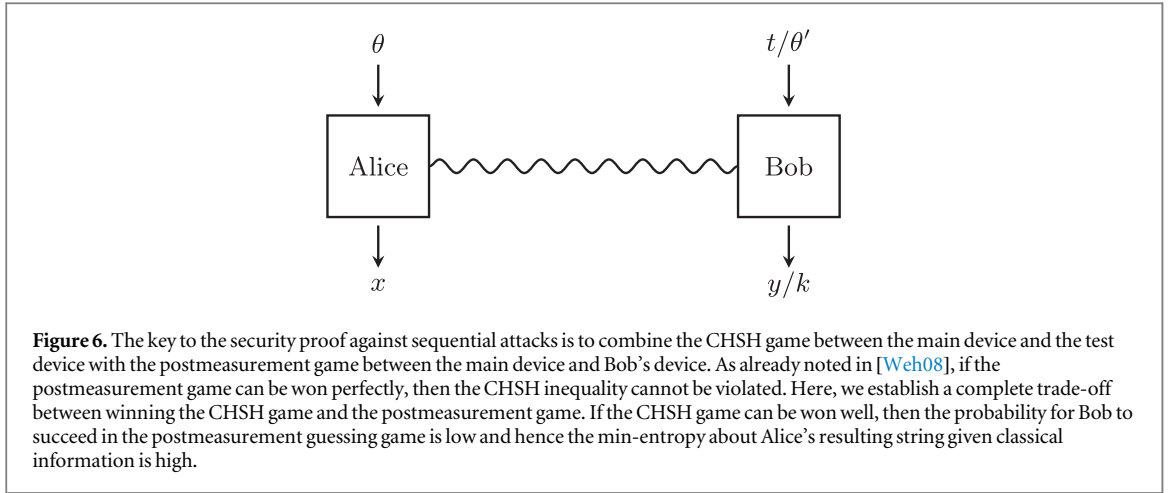 θ t/θ′
Alice Bob
x y/k
Figure 6. The key to the security proof against sequential attacks is to combine the CHSH game between the main device and the test
device with the postmeasurement game between the main device and Bob's device. As already noted in [Weh08], if the
postmeasurement game can be won perfectly, then the CHSH inequality cannot be violated. Here, we establish a complete trade-off
between winning the CHSH game and the postmeasurement game. If the CHSH game can be won well, then the probability for Bob to
succeed in the postmeasurement guessing game is low and hence the min-entropy about Alice's resulting string given classical
information is high.